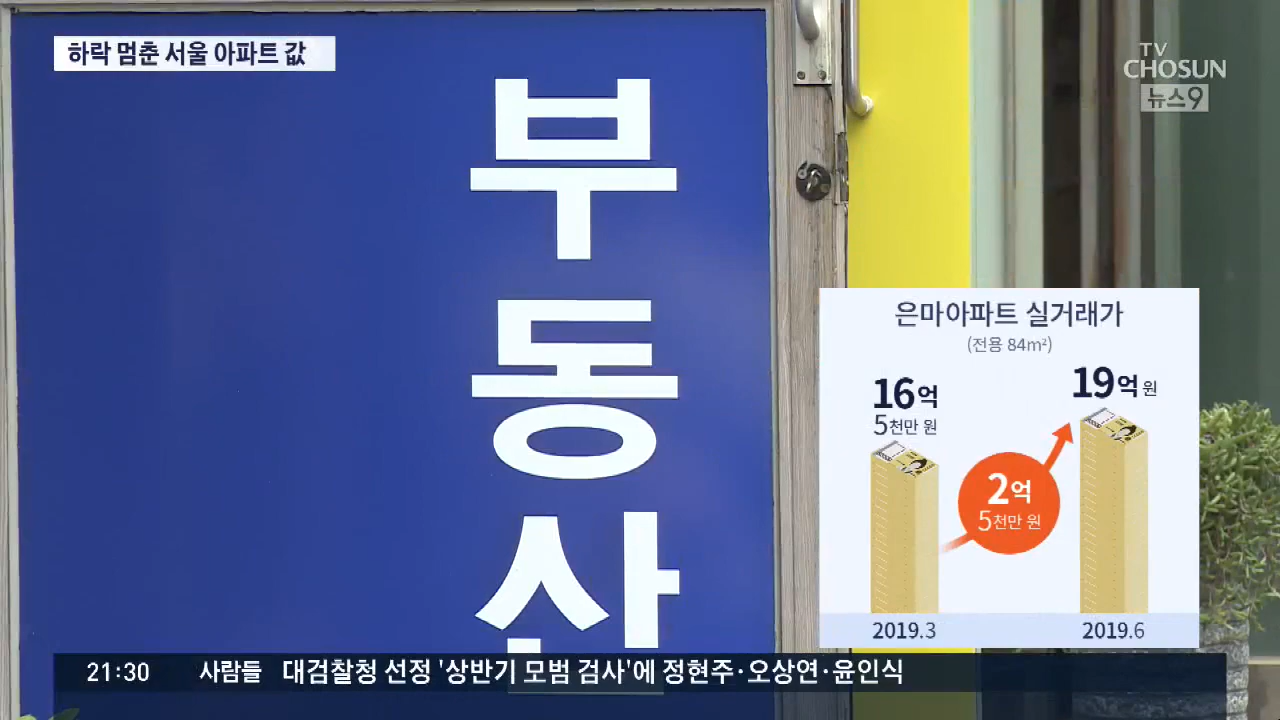 하락 멈춘 서울 아파트 값
TV
CHOSUN
뉴스9
부동산
은마아파트 실거래가
(전용 84m²)
16억
5천만 원
19억 원
2억
5천만 원
2019.3
2019.6
21:30 사람들 대검찰청 선정 '상반기 모범 검사'에 정현주·오상연·윤인식